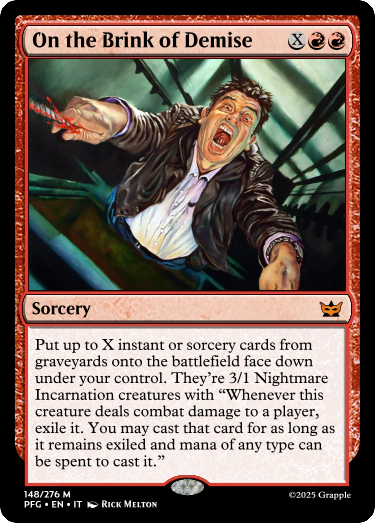 On the Brink of Demise XRR
Sorcery
Put up to X instant or sorcery cards from
graveyards onto the battlefield face down
under your control. They’re 3/1 Nightmare
Incarnation creatures with “Whenever this
creature deals combat damage to a player,
exile it. You may cast that card for as long as
it remains exiled and mana of any type can
be spent to cast it.”
148/276 M
PFG • EN • IT Rick Melton
©2025 Grapple